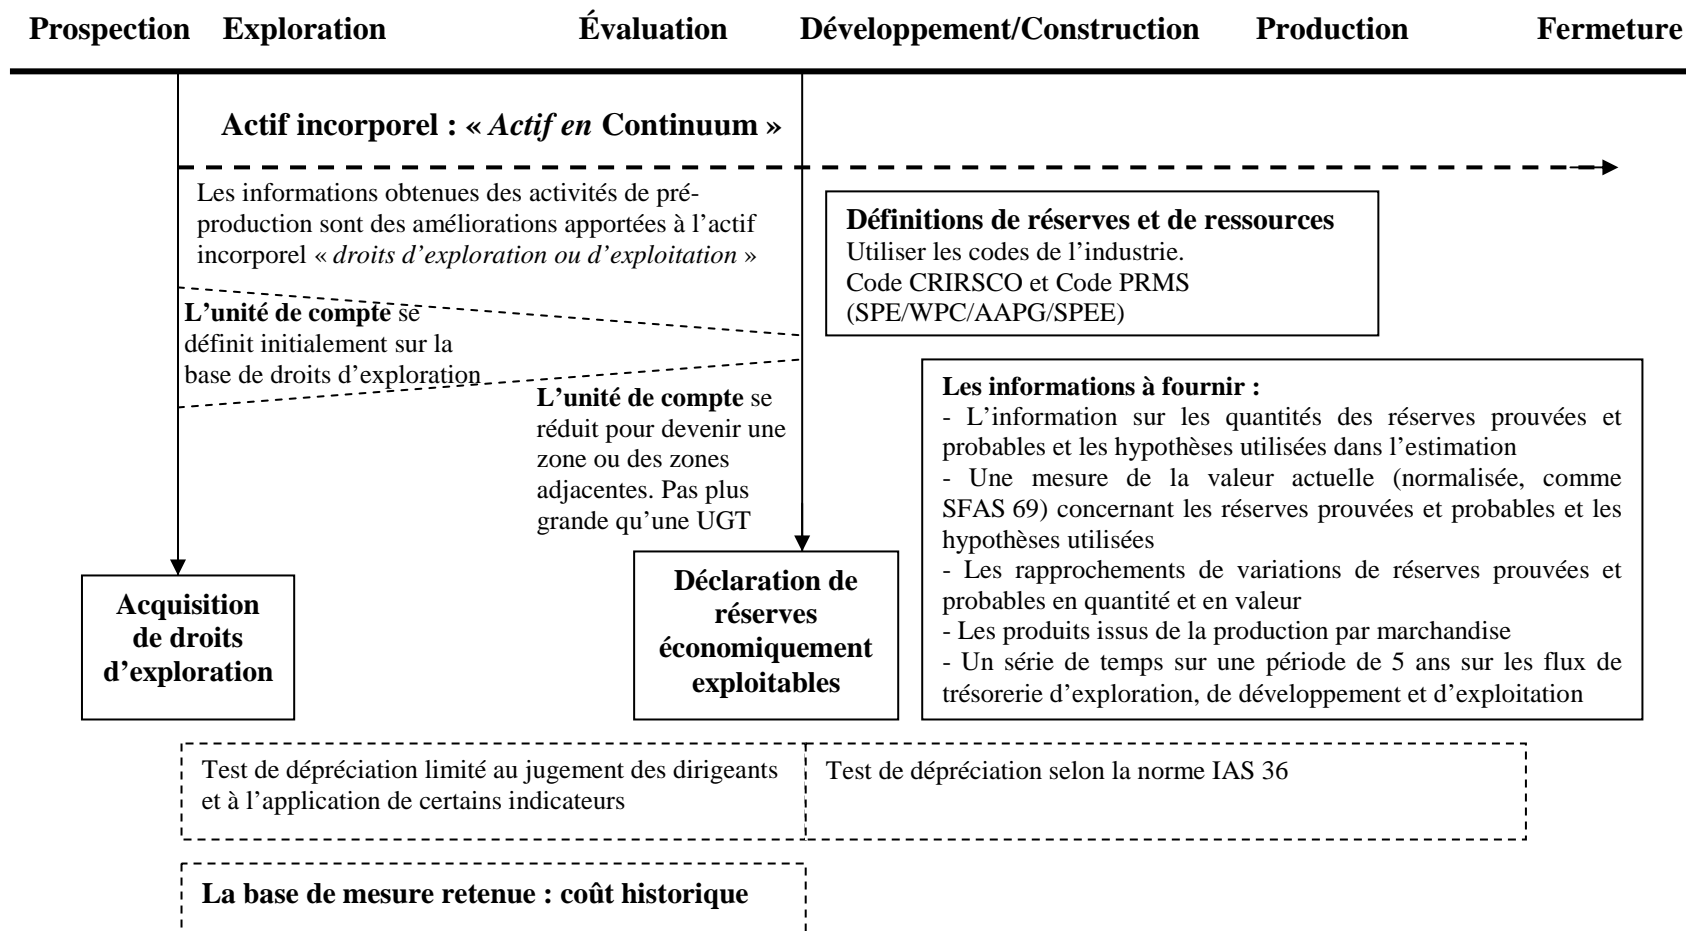 Prospection Exploration Évaluation Développement/Construction Production Fermeture
Actif incorporel : « Actif en Continuum »
Les informations obtenues des activités de pré-
production sont des améliorations apportées à l’actif
incorporel « droits d’exploration ou d’exploitation »
Définitions de réserves et de ressources
Utiliser les codes de l’industrie.
Code CRIRSCO et Code PRMS
(SPE/WPC/AAPG/SPEE)
L’unité de compte se
définit initialement sur la
base de droits d’exploration
L’unité de compte se
réduit pour devenir une
zone ou des zones
adjacentes. Pas plus
grande qu’une UGT
Les informations à fournir :
- L’information sur les quantités des réserves prouvées et
probables et les hypothèses utilisées dans l’estimation
- Une mesure de la valeur actuelle (normalisée, comme
SFAS 69) concernant les réserves prouvées et probables et les
hypothèses utilisées
- Les rapprochements de variations de réserves prouvées et
probables en quantité et en valeur
- Les produits issus de la production par marchandise
- Un série de temps sur une période de 5 ans sur les flux de
trésorerie d’exploration, de développement et d’exploitation
Acquisition
de droits
d’exploration
Déclaration de
réserves
économiquement
exploitables
Test de dépréciation limité au jugement des dirigeants
et à l’application de certains indicateurs
Test de dépréciation selon la norme IAS 36
La base de mesure retenue : coût historique